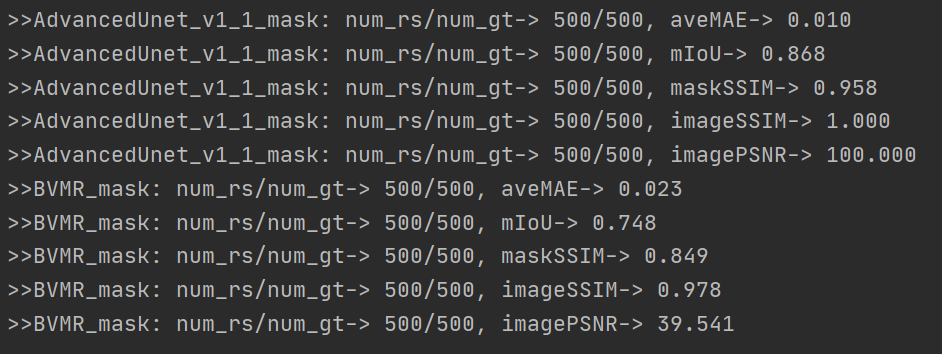 >>AdvancedUnet_v1_1_mask: num_rs/num_gt-> 500/500, aveMAE-> 0.010
>>AdvancedUnet_v1_1_mask: num_rs/num_gt-> 500/500, mIoU-> 0.868
>>AdvancedUnet_v1_1_mask: num_rs/num_gt-> 500/500, maskSSIM-> 0.958
>>AdvancedUnet_v1_1_mask: num_rs/num_gt-> 500/500, imageSSIM-> 1.000
>>AdvancedUnet_v1_1_mask: num_rs/num_gt-> 500/500, imagePSNR-> 100.000
>>BVMR_mask: num_rs/num_gt-> 500/500, aveMAE-> 0.023
>>BVMR_mask: num_rs/num_gt-> 500/500, mIoU-> 0.748
>>BVMR_mask: num_rs/num_gt-> 500/500, maskSSIM-> 0.849
>>BVMR_mask: num_rs/num_gt-> 500/500, imageSSIM-> 0.978
>>BVMR_mask: num_rs/num_gt-> 500/500, imagePSNR-> 39.541